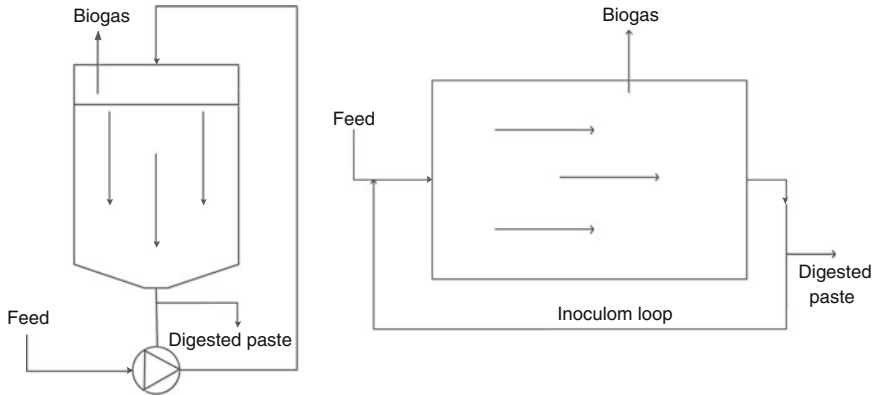 Biogas
Feed
Digested paste
Biogas
Feed
Digested
paste
Inoculom loop